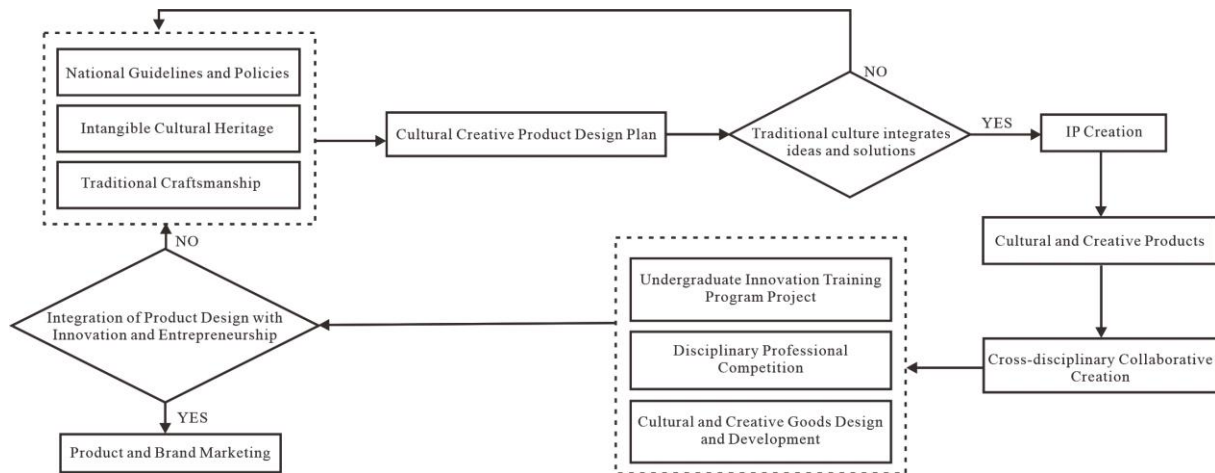 NO
National Guidelines and Policies
Intangible Cultural Heritage
Traditional Craftsmanship
Cultural Creative Product Design Plan
Traditional culture integrates
ideas and solutions
YES
IP Creation
Cultural and Creative Products
Cross-disciplinary Collaborative
Creation
Undergraduate Innovation Training
Program Project
Disciplinary Professional
Competition
Cultural and Creative Goods Design
and Development
NO
Integration of Product Design with
Innovation and Entrepreneurship
YES
Product and Brand Marketing